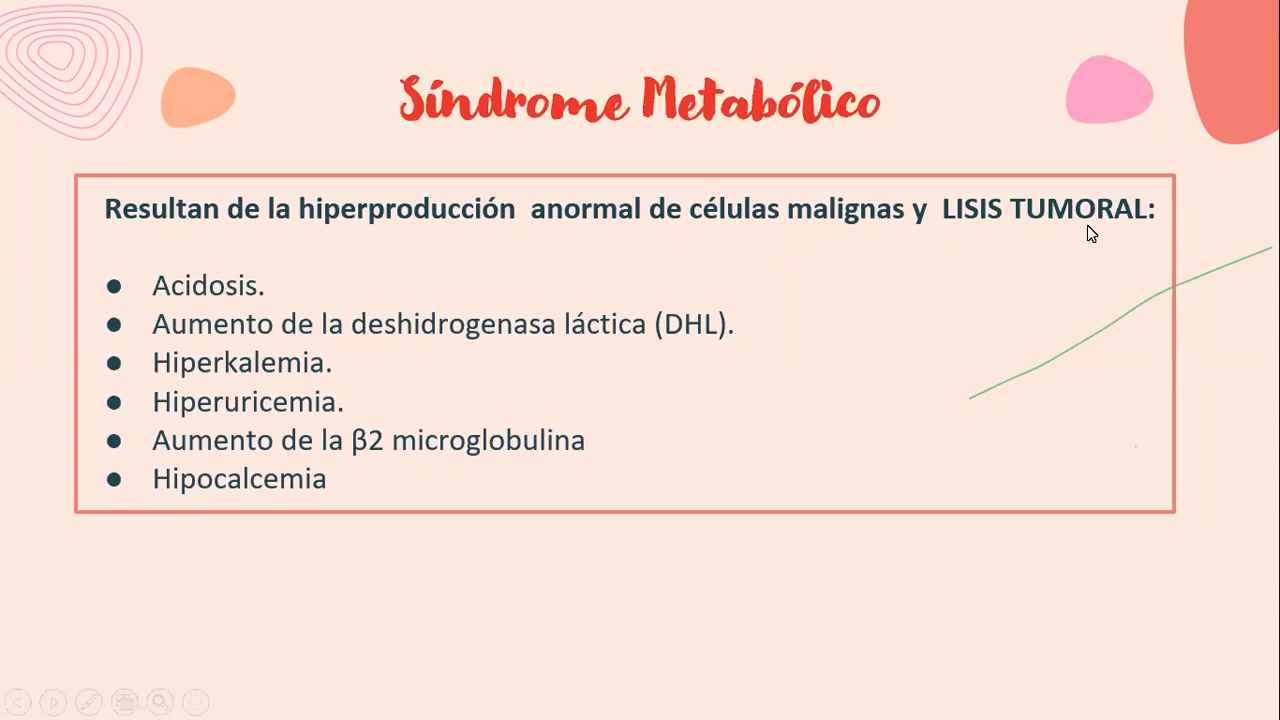 Síndrome Metabólico
Resultan de la hiperproducción anormal de células malignas y LISIS TUMORAL:
● Acidosis.
● Aumento de la deshidrogenasa láctica (DHL).
● Hiperkalemia.
● Hiperuricemia.
● Aumento de la β2 microglobulina
● Hipocalcemia